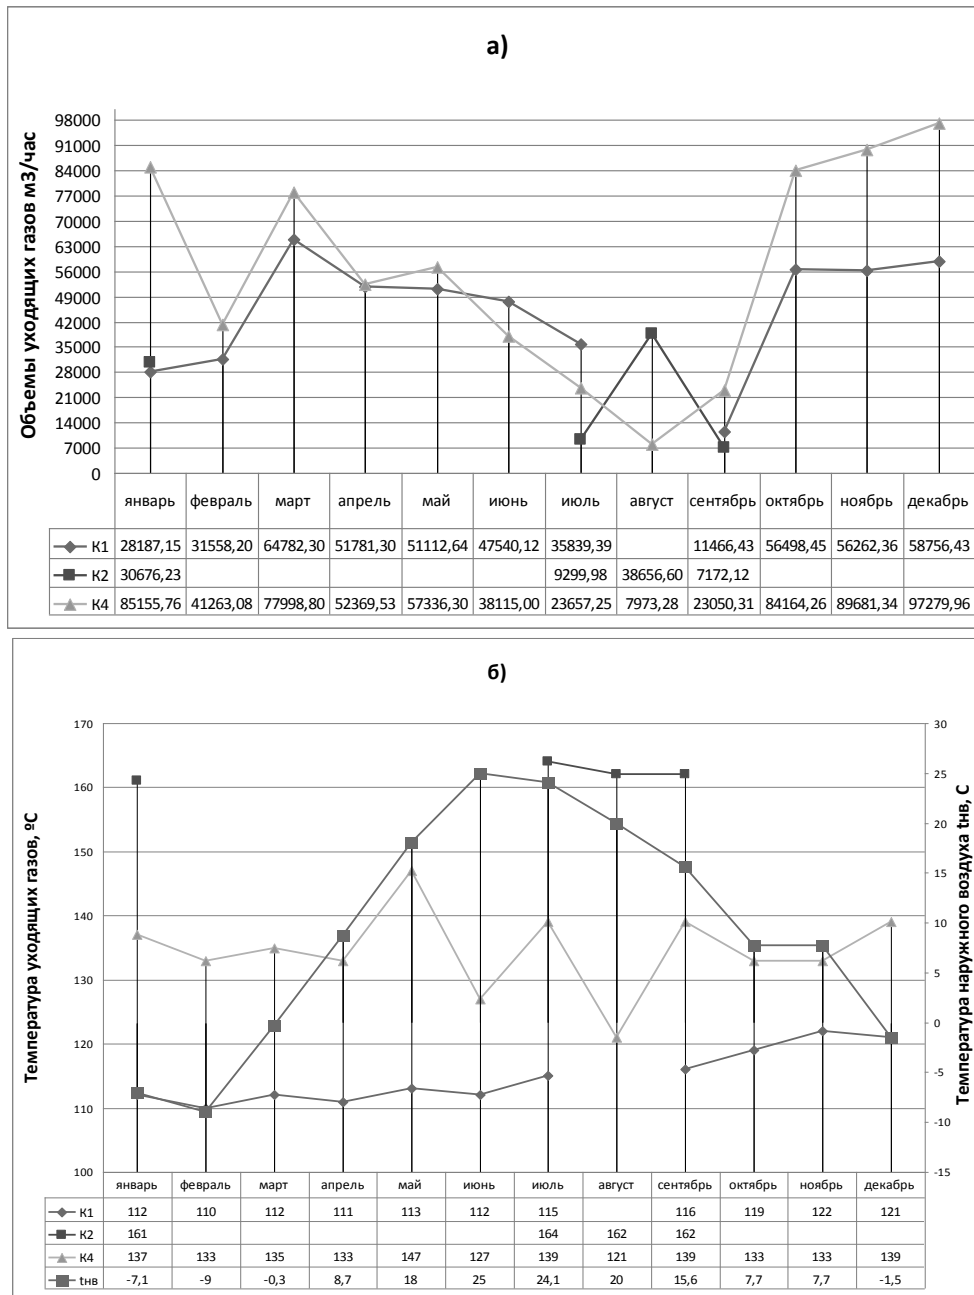 а)
Объемы уходящих газов м3/час
98000
91000
84000
77000
70000
63000
56000
49000
42000
35000
28000
21000
14000
7000
0
январь февраль март апрель май июнь июль август сентябрь октябрь ноябрь декабрь
К1 28187,15 31558,20 64782,30 51781,30 51112,64 47540,12 35839,39 11466,43 56498,45 56262,36 58756,43
К2 30676,23 9299,98 38656,60 7172,12
К4 85155,76 41263,08 77998,80 52369,53 57336,30 38115,00 23657,25 7973,28 23050,31 84164,26 89681,34 97279,96
б)
Температура уходящих газов, ºС
170
160
150
140
130
120
110
100
30
25
20
15
10
5
0
-5
-10
-15
Температура наружного воздуха tнв, С
январь февраль март апрель май июнь июль август сентябрь октябрь ноябрь декабрь
К1 112 110 112 111 113 112 115 116 119 122 121
К2 161 164 162 162
К4 137 133 135 133 147 127 139 121 139 133 133 139
tнв -7,1 -9 -0,3 8,7 18 25 24,1 20 15,6 7,7 7,7 -1,5